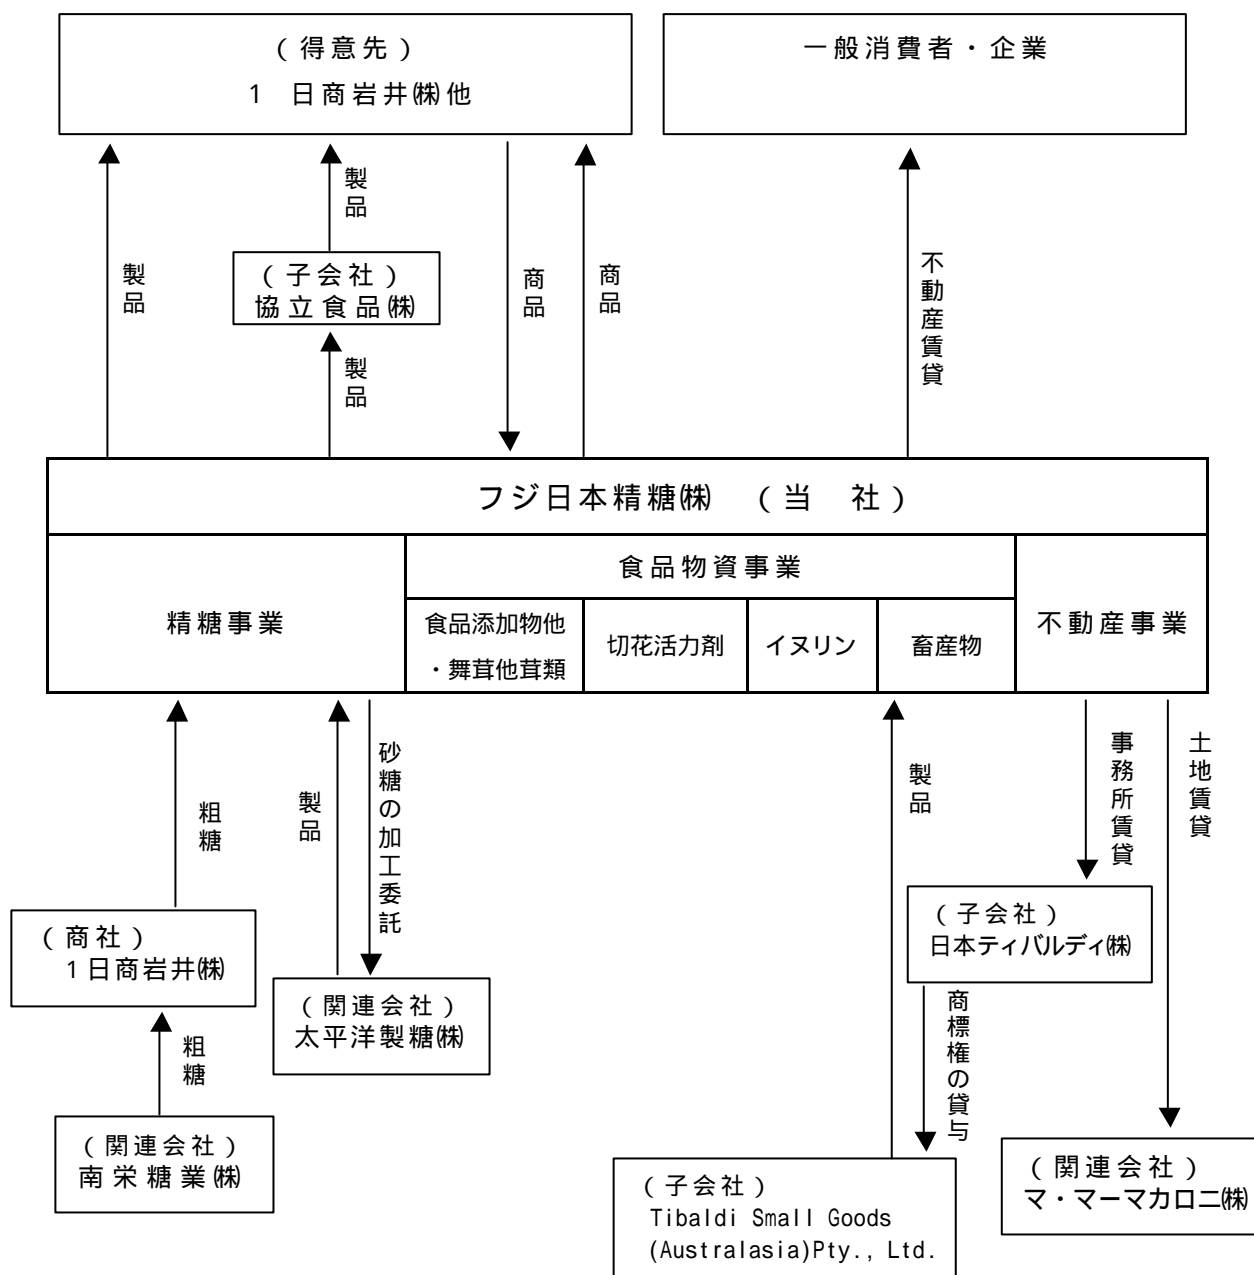 (得意先)
1 日商岩井㈱他
一般消費者・企業
製品
製品
(子会社)
協立食品㈱
製品
商品
商品
不動産賃貸
フジ日本精糖㈱ (当 社)
精糖事業
食品物資事業
食品添加物他
・舞茸他茸類
切花活力剤
イヌリン
畜産物
不動産事業
粗糖
製品
砂糖の加工委託
製品
事務所賃貸
土地賃貸
(商社)
1日商岩井㈱
粗糖
(関連会社)
南栄糖業㈱
(関連会社)
太平洋製糖㈱
(子会社)
日本ティバルディ㈱
商標権の貸与
(子会社)
Tibaldi Small Goods
(Australasia)Pty., Ltd.
(関連会社)
マ・マーマカロニ㈱